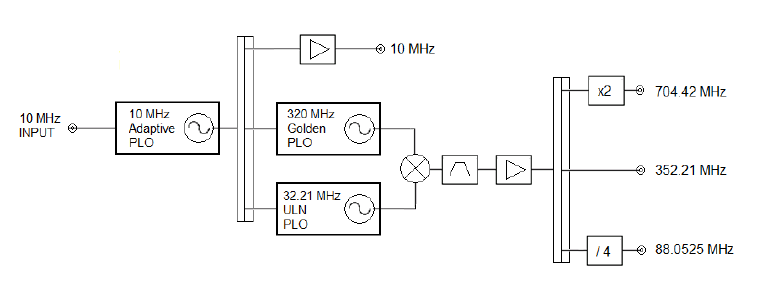 10 MHz
10 MHz
INPUT
10 MHz
Adaptive
PLO
320 MHz
Golden
PLO
32.21 MHz
ULN
PLO
x2
704.42 MHz
352.21 MHz
/ 4
88.0525 MHz